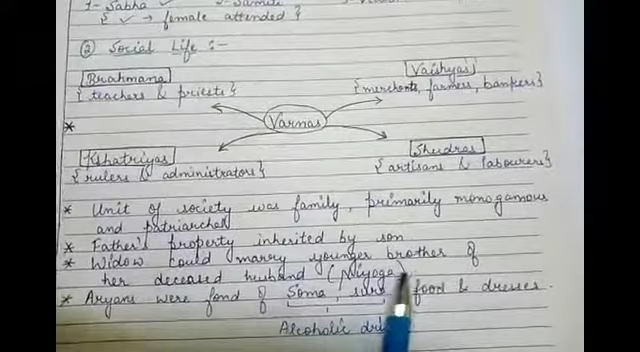 1- Sabha
{ ✓ → female attended }
② Social Life :-
Brahmana
{ teachers & priests }
Vaishyas
{ merchants, farmers, bankers }
Varnas
*
Kshatriyas
{ rulers & administrators }
Shudras
{ artisans & labourers }
* Unit of society was family, primarily monogamous
and patriarchal
* Father's property inherited by son
* Widow could marry younger brother of
her deceased husband (Niyoga)
* Aryans were fond of Soma, sura food & dresses.
Alcoholic